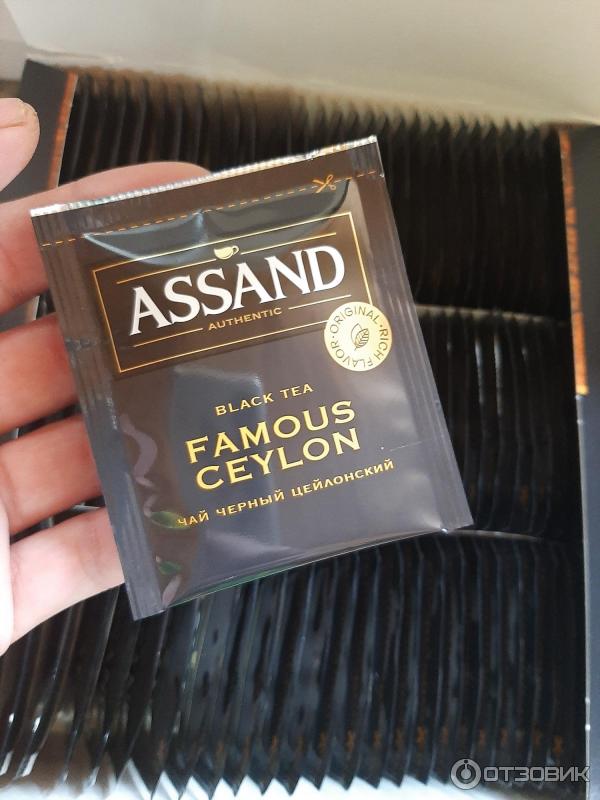 ASSAND
AUTHENTIC
ORIGINAL · RICH FLAVOR ·
BLACK TEA
FAMOUS
CEYLON
ЧАЙ ЧЕРНЫЙ ЦЕЙЛОНСКИЙ
ОТЗОВИК